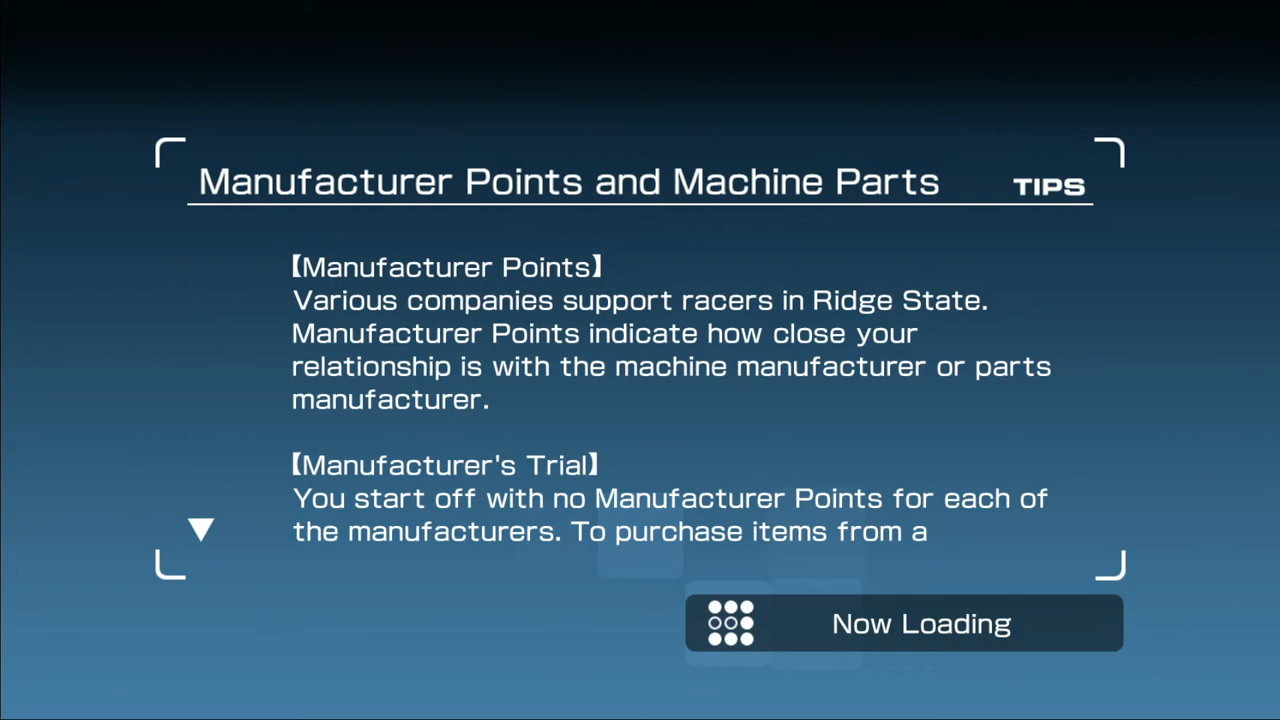 Manufacturer Points and Machine Parts TIPS
【Manufacturer Points】
Various companies support racers in Ridge State.
Manufacturer Points indicate how close your
relationship is with the machine manufacturer or parts
manufacturer.
【Manufacturer's Trial】
You start off with no Manufacturer Points for each of
the manufacturers. To purchase items from a
Now Loading